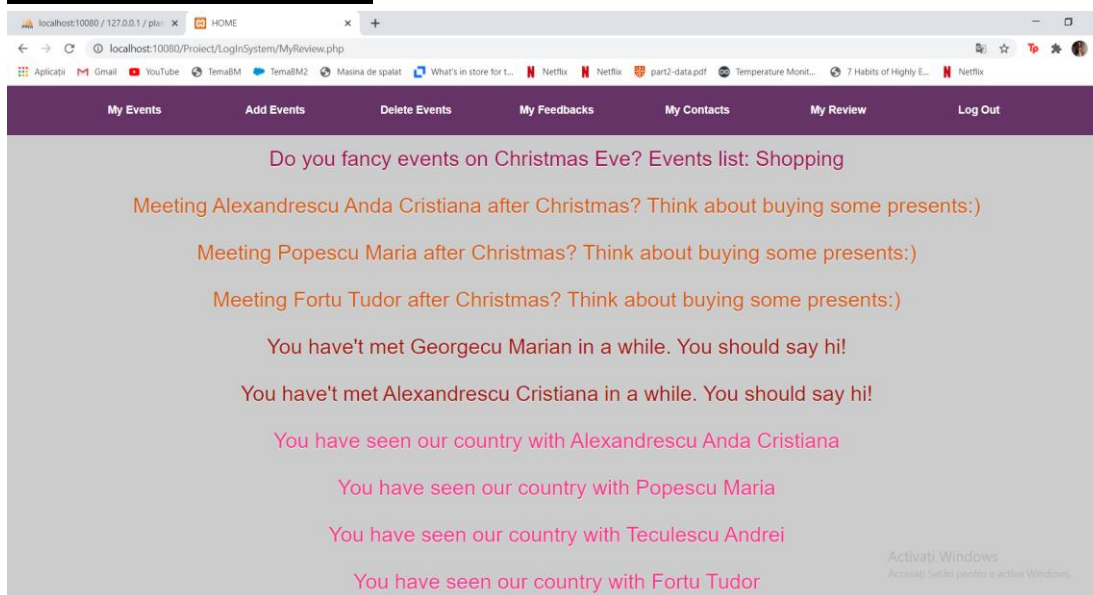 localhost:10080 / 127.0.0.1 / plan
HOME
localhost:10080/Proiect/LogInSystem/MyReview.php
Aplicații Gmail YouTube TemaBM TemaBM2 Masina de spalat What's in store for t... Netflix Netflix part2-data.pdf Temperature Monit... 7 Habits of Highly E... Netflix
My Events Add Events Delete Events My Feedbacks My Contacts My Review Log Out
Do you fancy events on Christmas Eve? Events list: Shopping
Meeting Alexandrescu Anda Cristiana after Christmas? Think about buying some presents:)
Meeting Popescu Maria after Christmas? Think about buying some presents:)
Meeting Fortu Tudor after Christmas? Think about buying some presents:)
You have't met Georgecu Marian in a while. You should say hi!
You have't met Alexandrescu Cristiana in a while. You should say hi!
You have seen our country with Alexandrescu Anda Cristiana
You have seen our country with Popescu Maria
You have seen our country with Teculescu Andrei
You have seen our country with Fortu Tudor
Activați Windows
Accesați Setări pentru a activa Windows.